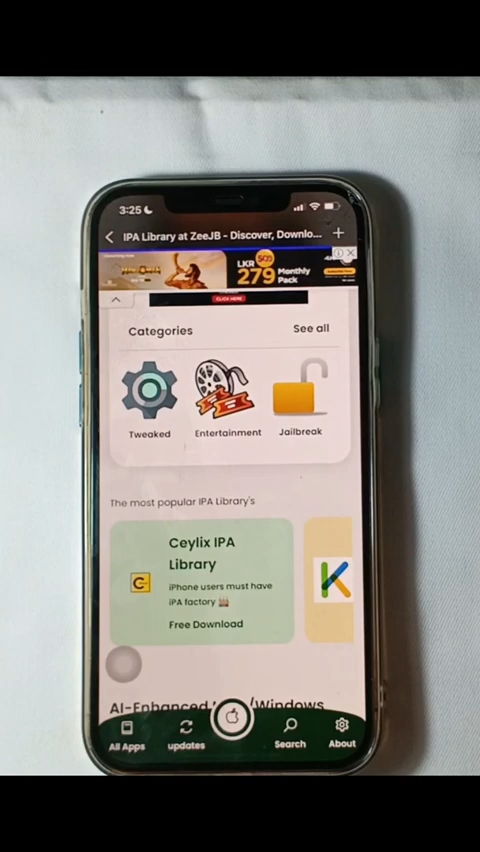 3:25
IPA Library at ZeeJB - Discover, Downlo...
LKR
279
Monthly
Pack
CLICK HERE
Categories
See all
Tweaked
Entertainment
Jailbreak
The most popular IPA Library's
Ceylix IPA
Library
iPhone users must have
iPA factory 🏭
Free Download
AI-Enhanced /Windows
All Apps
updates
Search
About